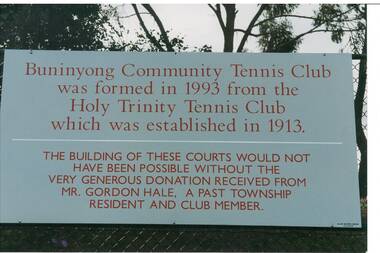 Buninyong Community Tennis Club
was formed in 1993 from the
Holy Trinity Tennis Club
which was established in 1913.
THE BUILDING OF THESE COURTS WOULD NOT
HAVE BEEN POSSIBLE WITHOUT THE
VERY GENEROUS DONATION RECEIVED FROM
MR. GORDON HALE, A PAST TOWNSHIP
RESIDENT AND CLUB MEMBER.